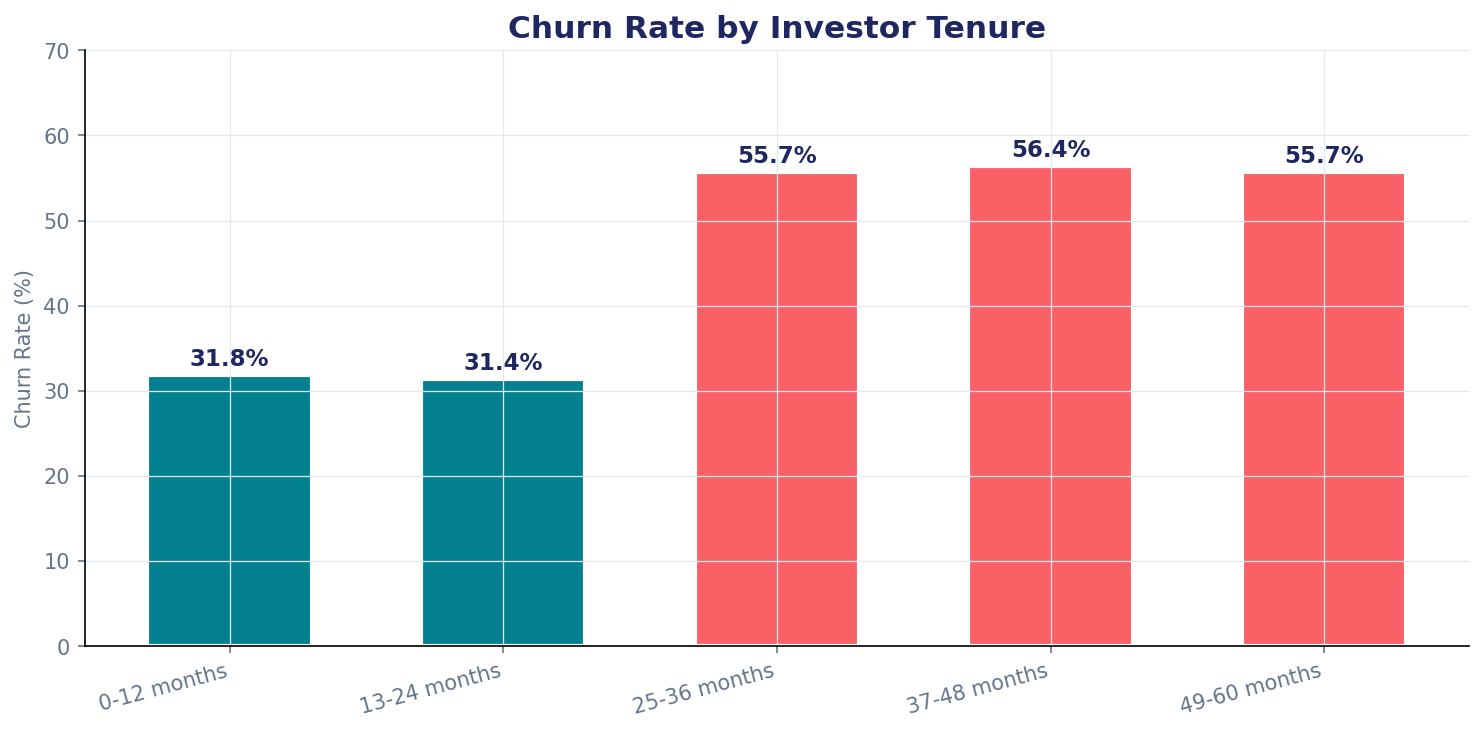 Churn Rate by Investor Tenure
Churn Rate (%)
70
60
50
40
30
20
10
0
31.8%
31.4%
55.7%
56.4%
55.7%
0-12 months
13-24 months
25-36 months
37-48 months
49-60 months